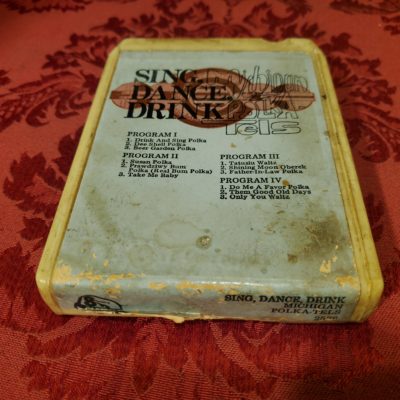 SING,
DANCE,
DRINK
Michigan
Polka
Tels
PROGRAM I
1. Drink And Sing Polka
2. Dee Shell Polka
3. Beer Garden Polka
PROGRAM II
1. Susan Polka
2. Prawdziwy Bum
Polka (Real Bum Polka)
3. Take Me Baby
PROGRAM III
1. Tatusiu Waltz
2. Shining Moon Oberek
3. Father-In-Law Polka
PROGRAM IV
1. Do Me A Favor Polka
2. Them Good Old Days
3. Only You Waltz
SING, DANCE, DRINK
MICHIGAN
POLKA-TELS